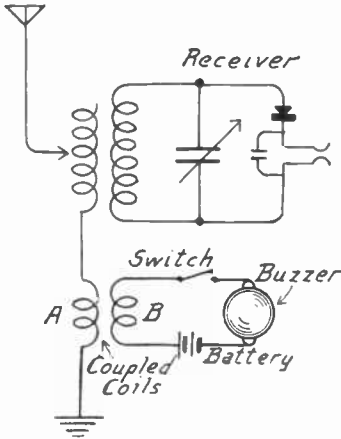 Receiver
Switch
Buzzer
A
B
Battery
Coupled
Coils